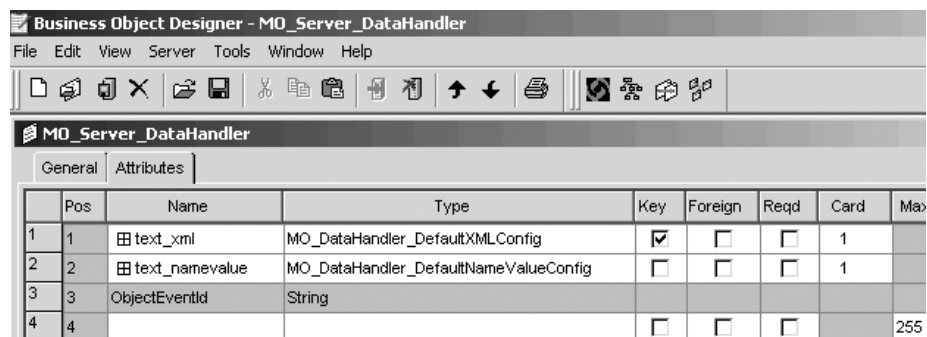 Business Object Designer - MO_Server_DataHandler
File Edit View Server Tools Window Help
MO_Server_DataHandler
General Attributes
Pos Name Type Key Foreign Reqd Card Max
1 1 text_xml MO_DataHandler_DefaultXMLConfig 1
2 2 text_namevalue MO_DataHandler_DefaultNameValueConfig 1
3 3 ObjectEventId String
4 4 255